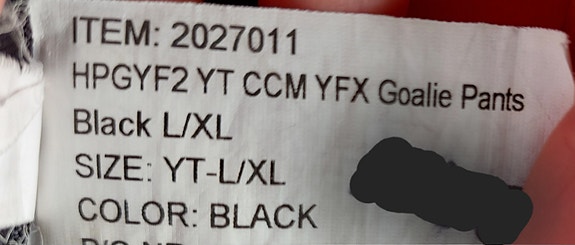 ITEM: 2027011
HPGYF2 YT CCM YFX Goalie Pants
Black L/XL
SIZE: YT-L/XL
COLOR: BLACK